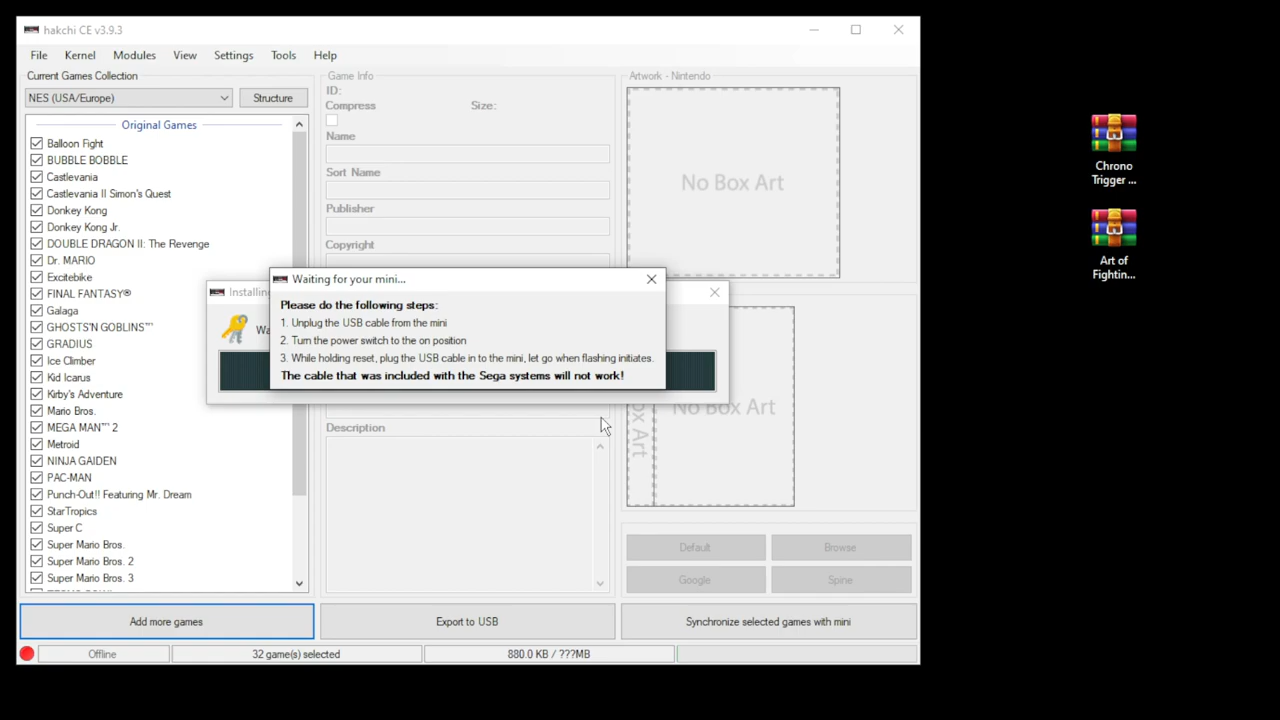 hakchi CE v3.9.3
File Kernel Modules View Settings Tools Help
Current Games Collection
NES (USA/Europe)
Structure
Original Games
Balloon Fight
BUBBLE BOBBLE
Castlevania
Castlevania II Simon's Quest
Donkey Kong
Donkey Kong Jr.
DOUBLE DRAGON II: The Revenge
Dr. MARIO
Excitebike
FINAL FANTASY®
Galaga
GHOSTS'N GOBLINS™
GRADIUS
Ice Climber
Kid Icarus
Kirby's Adventure
Mario Bros.
MEGA MAN™ 2
Metroid
NINJA GAIDEN
PAC-MAN
Punch-Out!! Featuring Mr. Dream
StarTropics
Super C
Super Mario Bros.
Super Mario Bros. 2
Super Mario Bros. 3
Game Info
ID:
Compress
Size:
Name
Sort Name
Publisher
Copyright
Installing
Wa
Waiting for your mini...
Please do the following steps:
1. Unplug the USB cable from the mini
2. Turn the power switch to the on position
3. While holding reset, plug the USB cable in to the mini, let go when flashing initiates.
The cable that was included with the Sega systems will not work!
Description
Artwork - Nintendo
No Box Art
ox Art
No Box Art
Default
Browse
Google
Spine
Add more games
Export to USB
Synchronize selected games with mini
Offline
32 game(s) selected
880.0 KB / ???MB
Chrono
Trigger ...
Art of
Fightin...